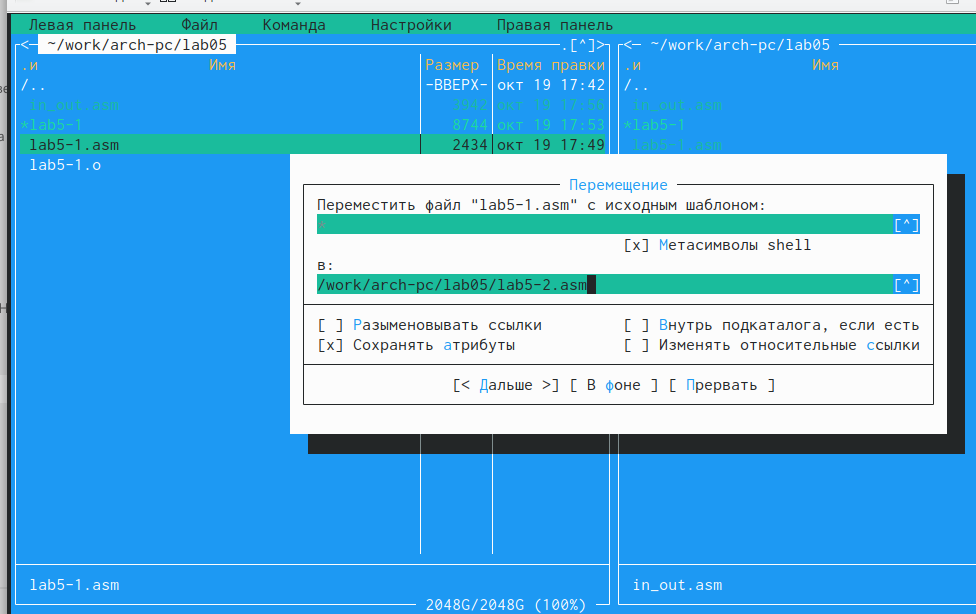 Левая панель Файл Команда Настройки Правая панель
<─ ~/work/arch-pc/lab05 .[^]> <─ ~/work/arch-pc/lab05
.и Имя Размер Время правки .и Имя
/.. -ВВЕРХ- окт 19 17:42 /..
in_out.asm 3942 окт 19 17:56 in_out.asm
*lab5-1 8744 окт 19 17:53 *lab5-1
lab5-1.asm 2434 окт 19 17:49 lab5-1.asm
lab5-1.o
Перемещение
Переместить файл "lab5-1.asm" с исходным шаблоном:
[^]
[x] Метасимволы shell
в:
/work/arch-pc/lab05/lab5-2.asm [^]
[ ] Разыменовывать ссылки [ ] Внутрь подкаталога, если есть
[x] Сохранять атрибуты [ ] Изменять относительные ссылки
[< Дальше >] [ В фоне ] [ Прервать ]
lab5-1.asm in_out.asm
2048G/2048G (100%)